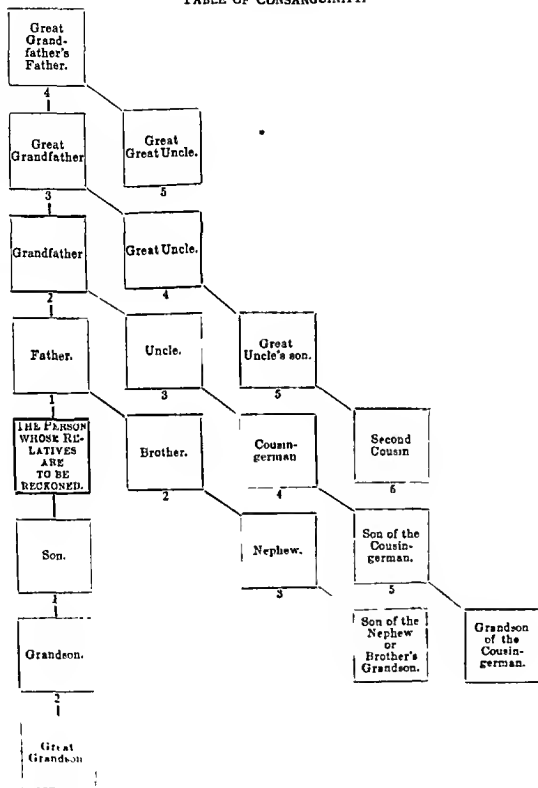 TABLE OF CONSANGUINITY.
Great
Grand-
father's
Father.
4
Great
Grandfather
Great
Great Uncle.
3
5
Grandfather
Great Uncle.
2
4
Father.
Uncle.
Great
Uncle's son.
1
3
5
THE PERSON
WHOSE RE-
LATIVES
ARE
TO BE
RECKONED.
Brother.
Cousin-
german
Second
Cousin
2
4
6
Son.
Nephew.
Son of the
Cousin-
german.
1
3
5
Grandson.
Son of the
Nephew
or
Brother's
Grandson.
Grandson
of the
Cousin-
german.
2
Great
Grandson